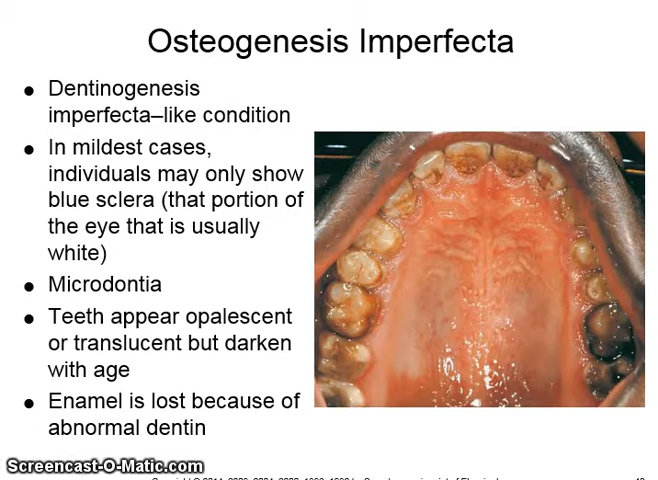 Osteogenesis Imperfecta
● Dentinogenesis
imperfecta–like condition
● In mildest cases,
individuals may only show
blue sclera (that portion of
the eye that is usually
white)
● Microdontia
● Teeth appear opalescent
or translucent but darken
with age
● Enamel is lost because of
abnormal dentin
Screencast-O-Matic.com